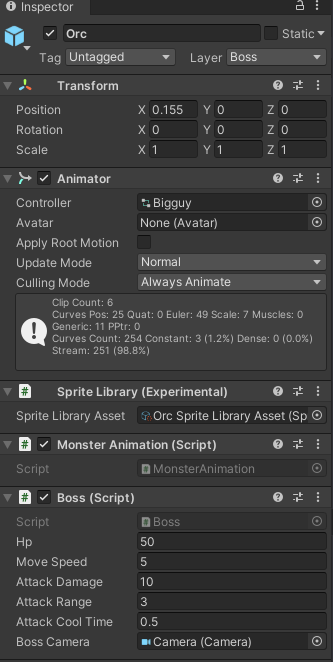 Inspector
Orc
Static
Tag Untagged Layer Boss
Transform
Position X 0.155 Y 0 Z 0
Rotation X 0 Y 0 Z 0
Scale X 1 Y 1 Z 1
Animator
Controller Bigguy
Avatar None (Avatar)
Apply Root Motion
Update Mode Normal
Culling Mode Always Animate
Clip Count: 6
Curves Pos: 25 Quat: 0 Euler: 49 Scale: 7 Muscles: 0
Generic: 11 PPtr: 0
Curves Count: 254 Constant: 3 (1.2%) Dense: 0 (0.0%)
Stream: 251 (98.8%)
# Sprite Library (Experimental)
Sprite Library Asset Orc Sprite Library Asset (Sp
# Monster Animation (Script)
Script # MonsterAnimation
# Boss (Script)
Script # Boss
Hp 50
Move Speed 5
Attack Damage 10
Attack Range 3
Attack Cool Time 0.5
Boss Camera Camera (Camera)